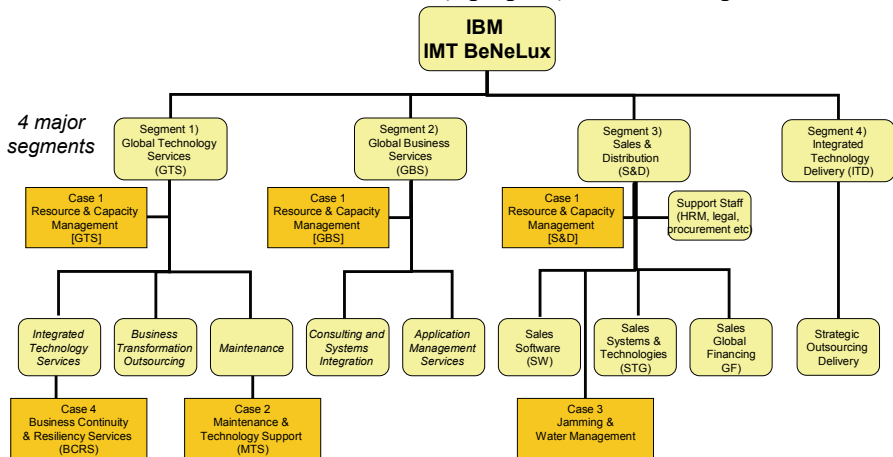 IBM
IMT BeNeLux
4 major
segments
Segment 1)
Global Technology
Services
(GTS)
Segment 2)
Global Business
Services
(GBS)
Segment 3)
Sales &
Distribution
(S&D)
Segment 4)
Integrated
Technology
Delivery (ITD)
Case 1
Resource & Capacity
Management
[GTS]
Case 1
Resource & Capacity
Management
[GBS]
Case 1
Resource & Capacity
Management
[S&D]
Support Staff
(HRM, legal,
procurement etc)
Integrated
Technology
Services
Business
Transformation
Outsourcing
Maintenance
Consulting and
Systems
Integration
Application
Management
Services
Sales
Software
(SW)
Sales
Systems &
Technologies
(STG)
Sales
Global
Financing
GF)
Strategic
Outsourcing
Delivery
Case 4
Business Continuity
& Resiliency Services
(BCRS)
Case 2
Maintenance &
Technology Support
(MTS)
Case 3
Jamming &
Water Management